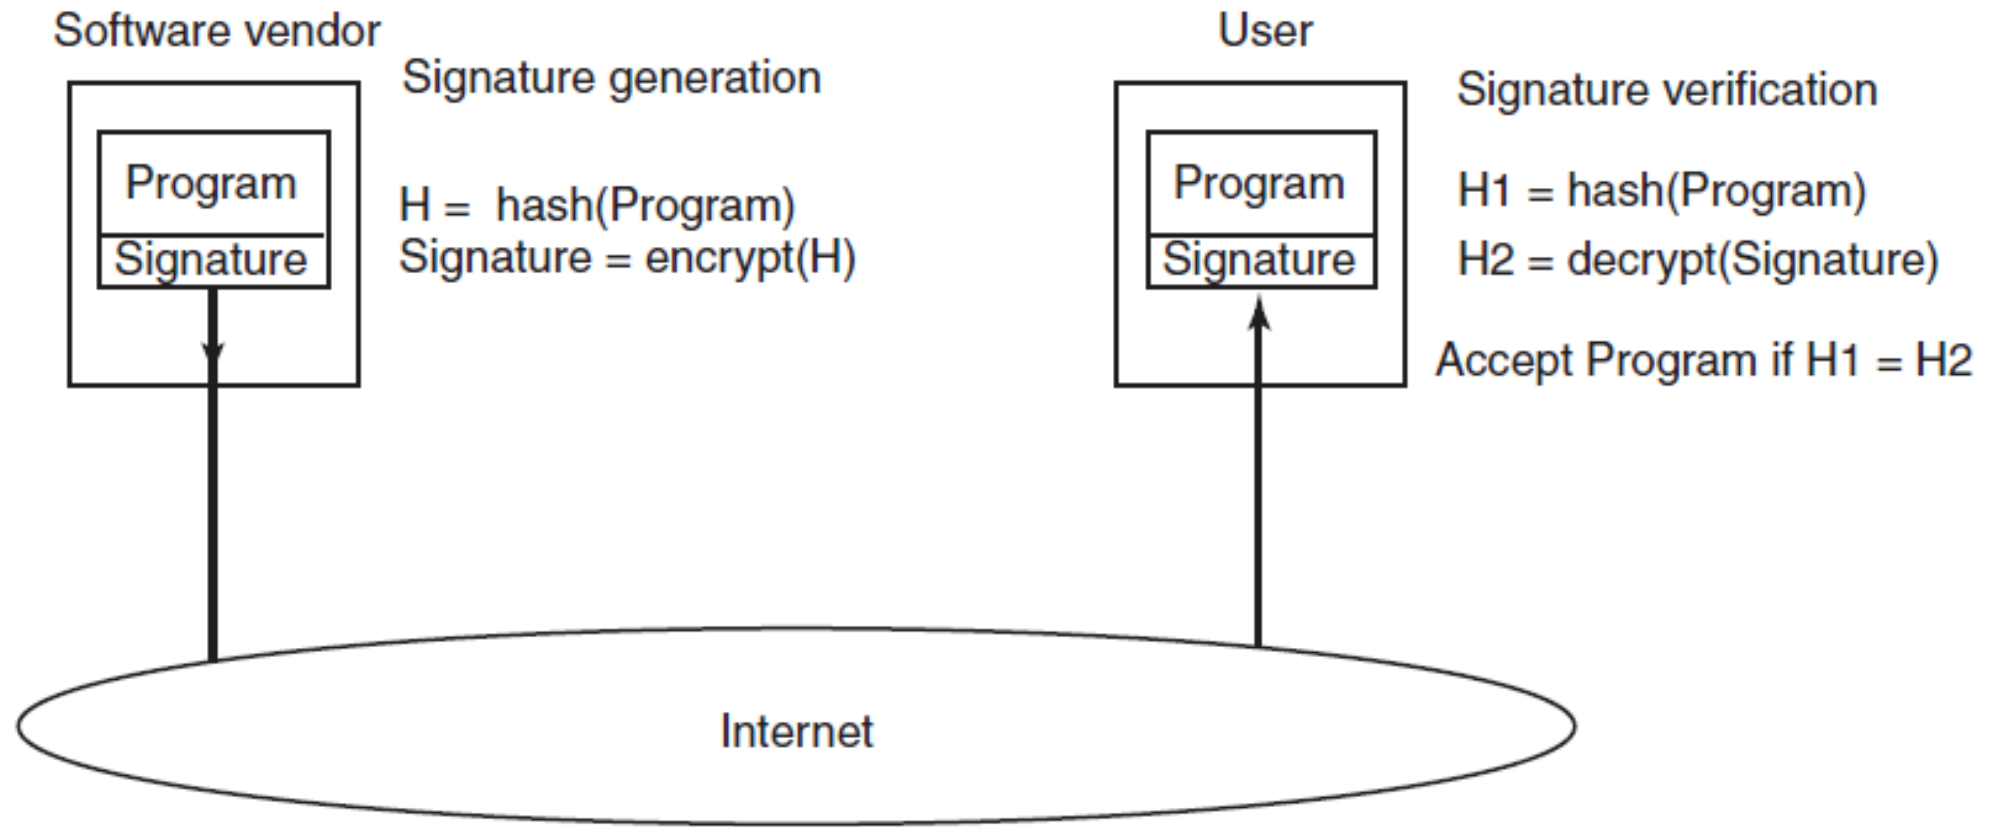 Software vendor
Signature generation
Program
Signature
H = hash(Program)
Signature = encrypt(H)
User
Signature verification
Program
Signature
H1 = hash(Program)
H2 = decrypt(Signature)
Accept Program if H1 = H2
Internet